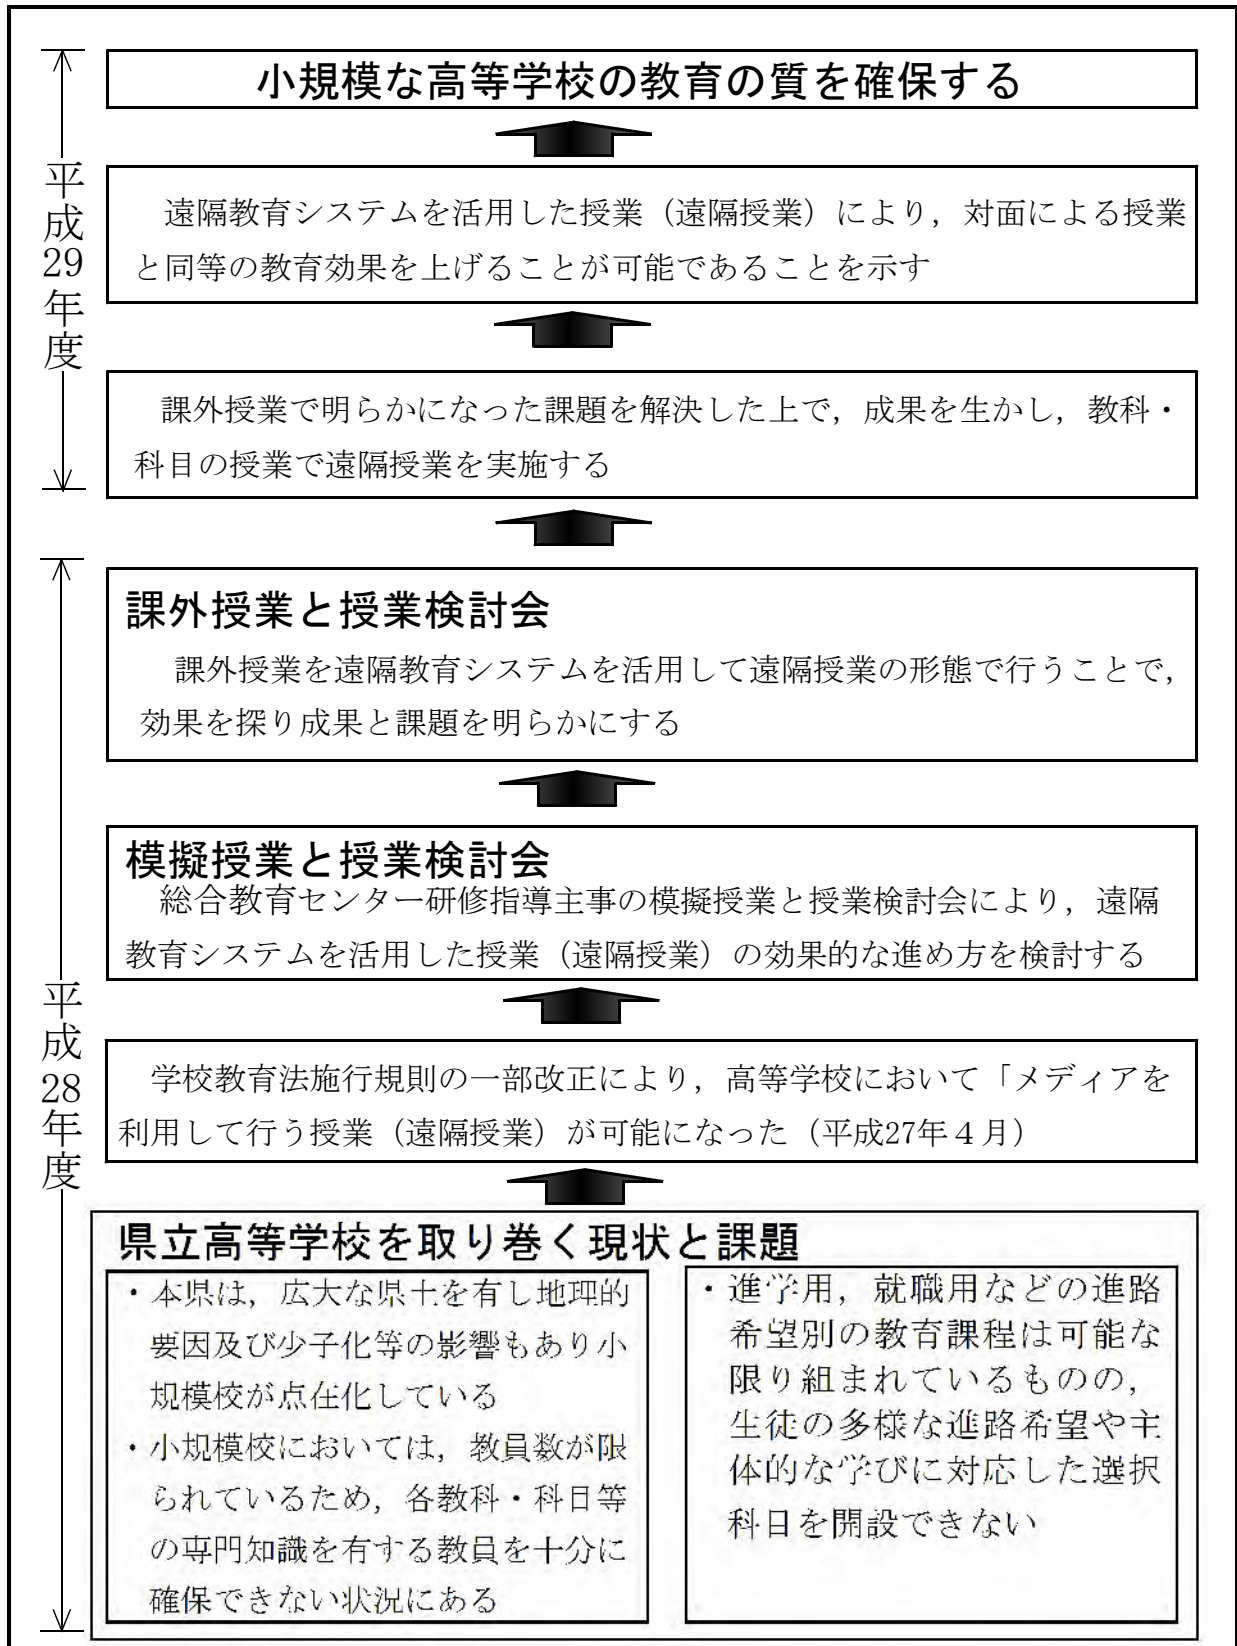 小規模な高等学校の教育の質を確保する
平成29年度
遠隔教育システムを活用した授業（遠隔授業）により，対面による授業
と同等の教育効果を上げることが可能であることを示す
課外授業で明らかになった課題を解決した上で，成果を生かし，教科・
科目の授業で遠隔授業を実施する
課外授業と授業検討会
課外授業を遠隔教育システムを活用して遠隔授業の形態で行うことで，
効果を探り成果と課題を明らかにする
模擬授業と授業検討会
総合教育センター研修指導主事の模擬授業と授業検討会により，遠隔
教育システムを活用した授業（遠隔授業）の効果的な進め方を検討する
平成28年度
学校教育法施行規則の一部改正により，高等学校において「メディアを
利用して行う授業（遠隔授業）が可能になった（平成27年４月）
県立高等学校を取り巻く現状と課題
・本県は，広大な県土を有し地理的
要因及び少子化等の影響もあり小
規模校が点在化している
・小規模校においては，教員数が限
られているため，各教科・科目等
の専門知識を有する教員を十分に
確保できない状況にある
・進学用，就職用などの進路
希望別の教育課程は可能な
限り組まれているものの，
生徒の多様な進路希望や主
体的な学びに対応した選択
科目を開設できない